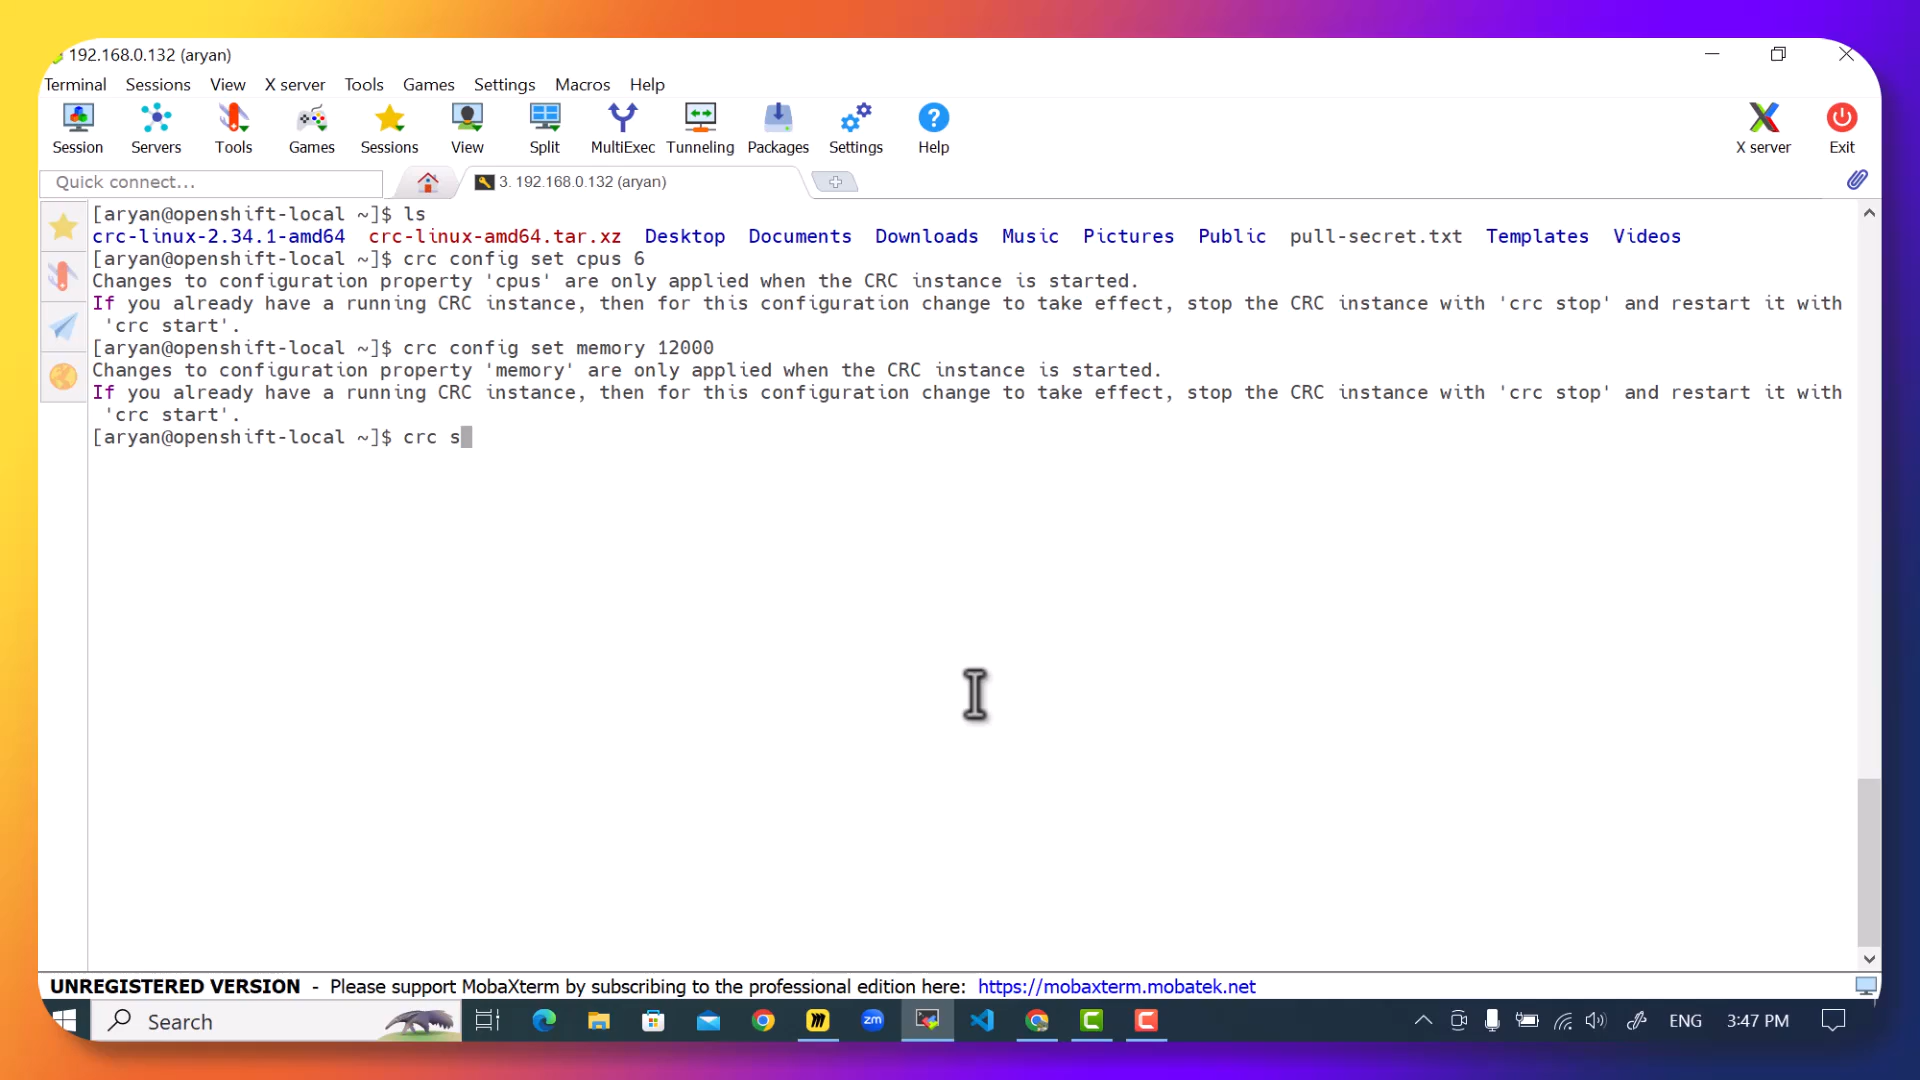 192.168.0.132 (aryan)
Terminal Sessions View X server Tools Games Settings Macros Help
Session Servers Tools Games Sessions View Split MultiExec Tunneling Packages Settings Help X server Exit
Quick connect... 3. 192.168.0.132 (aryan)
[aryan@openshift-local ~]$ ls
crc-linux-2.34.1-amd64 crc-linux-amd64.tar.xz Desktop Documents Downloads Music Pictures Public pull-secret.txt Templates Videos
[aryan@openshift-local ~]$ crc config set cpus 6
Changes to configuration property 'cpus' are only applied when the CRC instance is started.
If you already have a running CRC instance, then for this configuration change to take effect, stop the CRC instance with 'crc stop' and restart it with
'crc start'.
[aryan@openshift-local ~]$ crc config set memory 12000
Changes to configuration property 'memory' are only applied when the CRC instance is started.
If you already have a running CRC instance, then for this configuration change to take effect, stop the CRC instance with 'crc stop' and restart it with
'crc start'.
[aryan@openshift-local ~]$ crc s
UNREGISTERED VERSION - Please support MobaXterm by subscribing to the professional edition here: https://mobaxterm.mobatek.net
Search zm ENG 3:47 PM